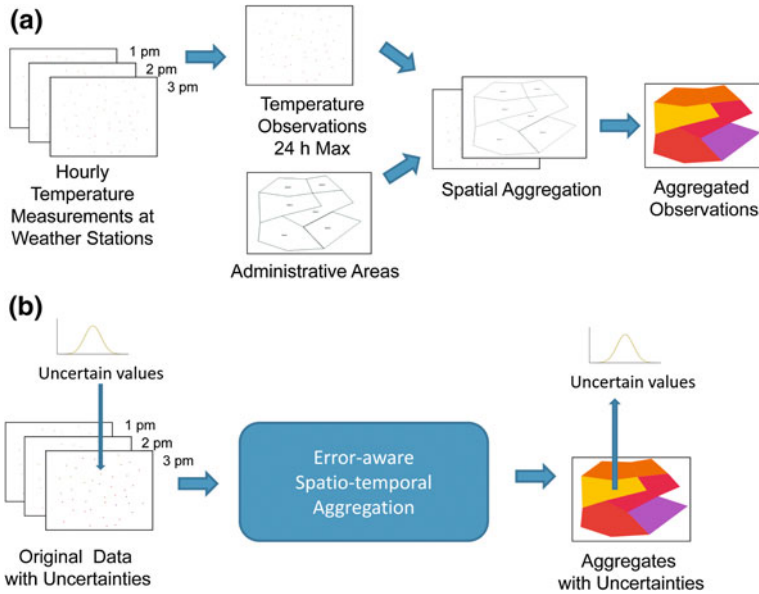 (a)
1 pm
2 pm
3 pm
Hourly
Temperature
Measurements at
Weather Stations
Temperature
Observations
24 h Max
Administrative Areas
Spatial Aggregation
Aggregated
Observations
(b)
Uncertain values
1 pm
2 pm
3 pm
Original Data
with Uncertainties
Error-aware
Spatio-temporal
Aggregation
Uncertain values
Aggregates
with Uncertainties